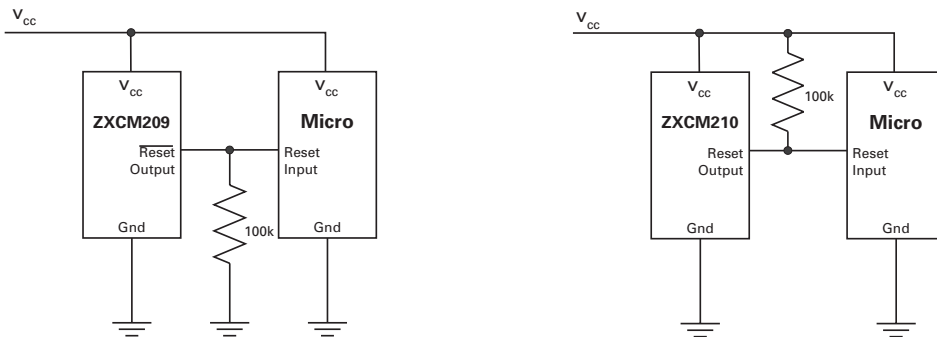 Vcc
Vcc
ZXCM209
Reset
Output
Gnd
Vcc
Micro
Reset
Input
Gnd
100k
Vcc
Vcc
ZXCM210
Reset
Output
Gnd
100k
Vcc
Micro
Reset
Input
Gnd